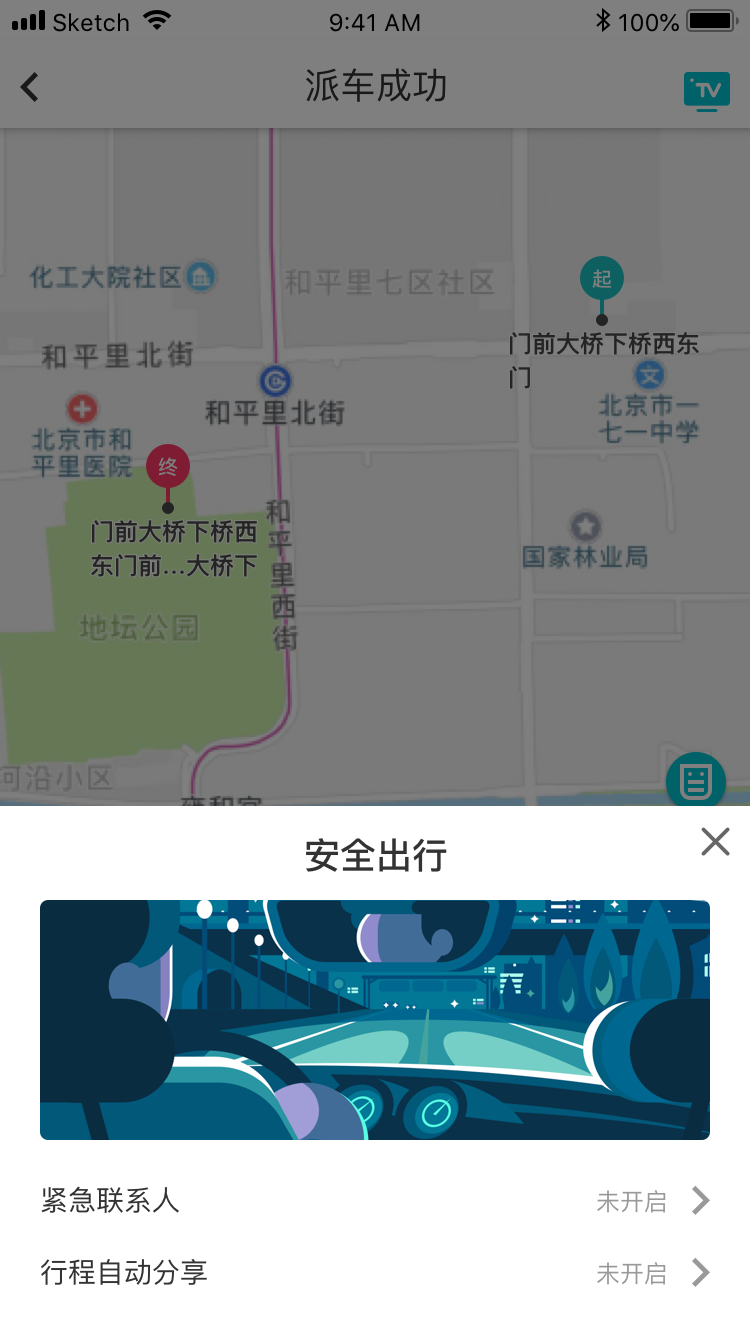 Sketch 9:41 AM 100%
派车成功
TV
化工大院社区
和平里七区社区
起
门前大桥下桥西东
门
和平里北街
和平里北街
北京市一
七一中学
北京市和
平里医院
终
门前大桥下桥西
东门前...大桥下
和平里西街
国家林业局
地坛公园
河沿小区
雍和宫
安全出行
紧急联系人 未开启
行程自动分享 未开启